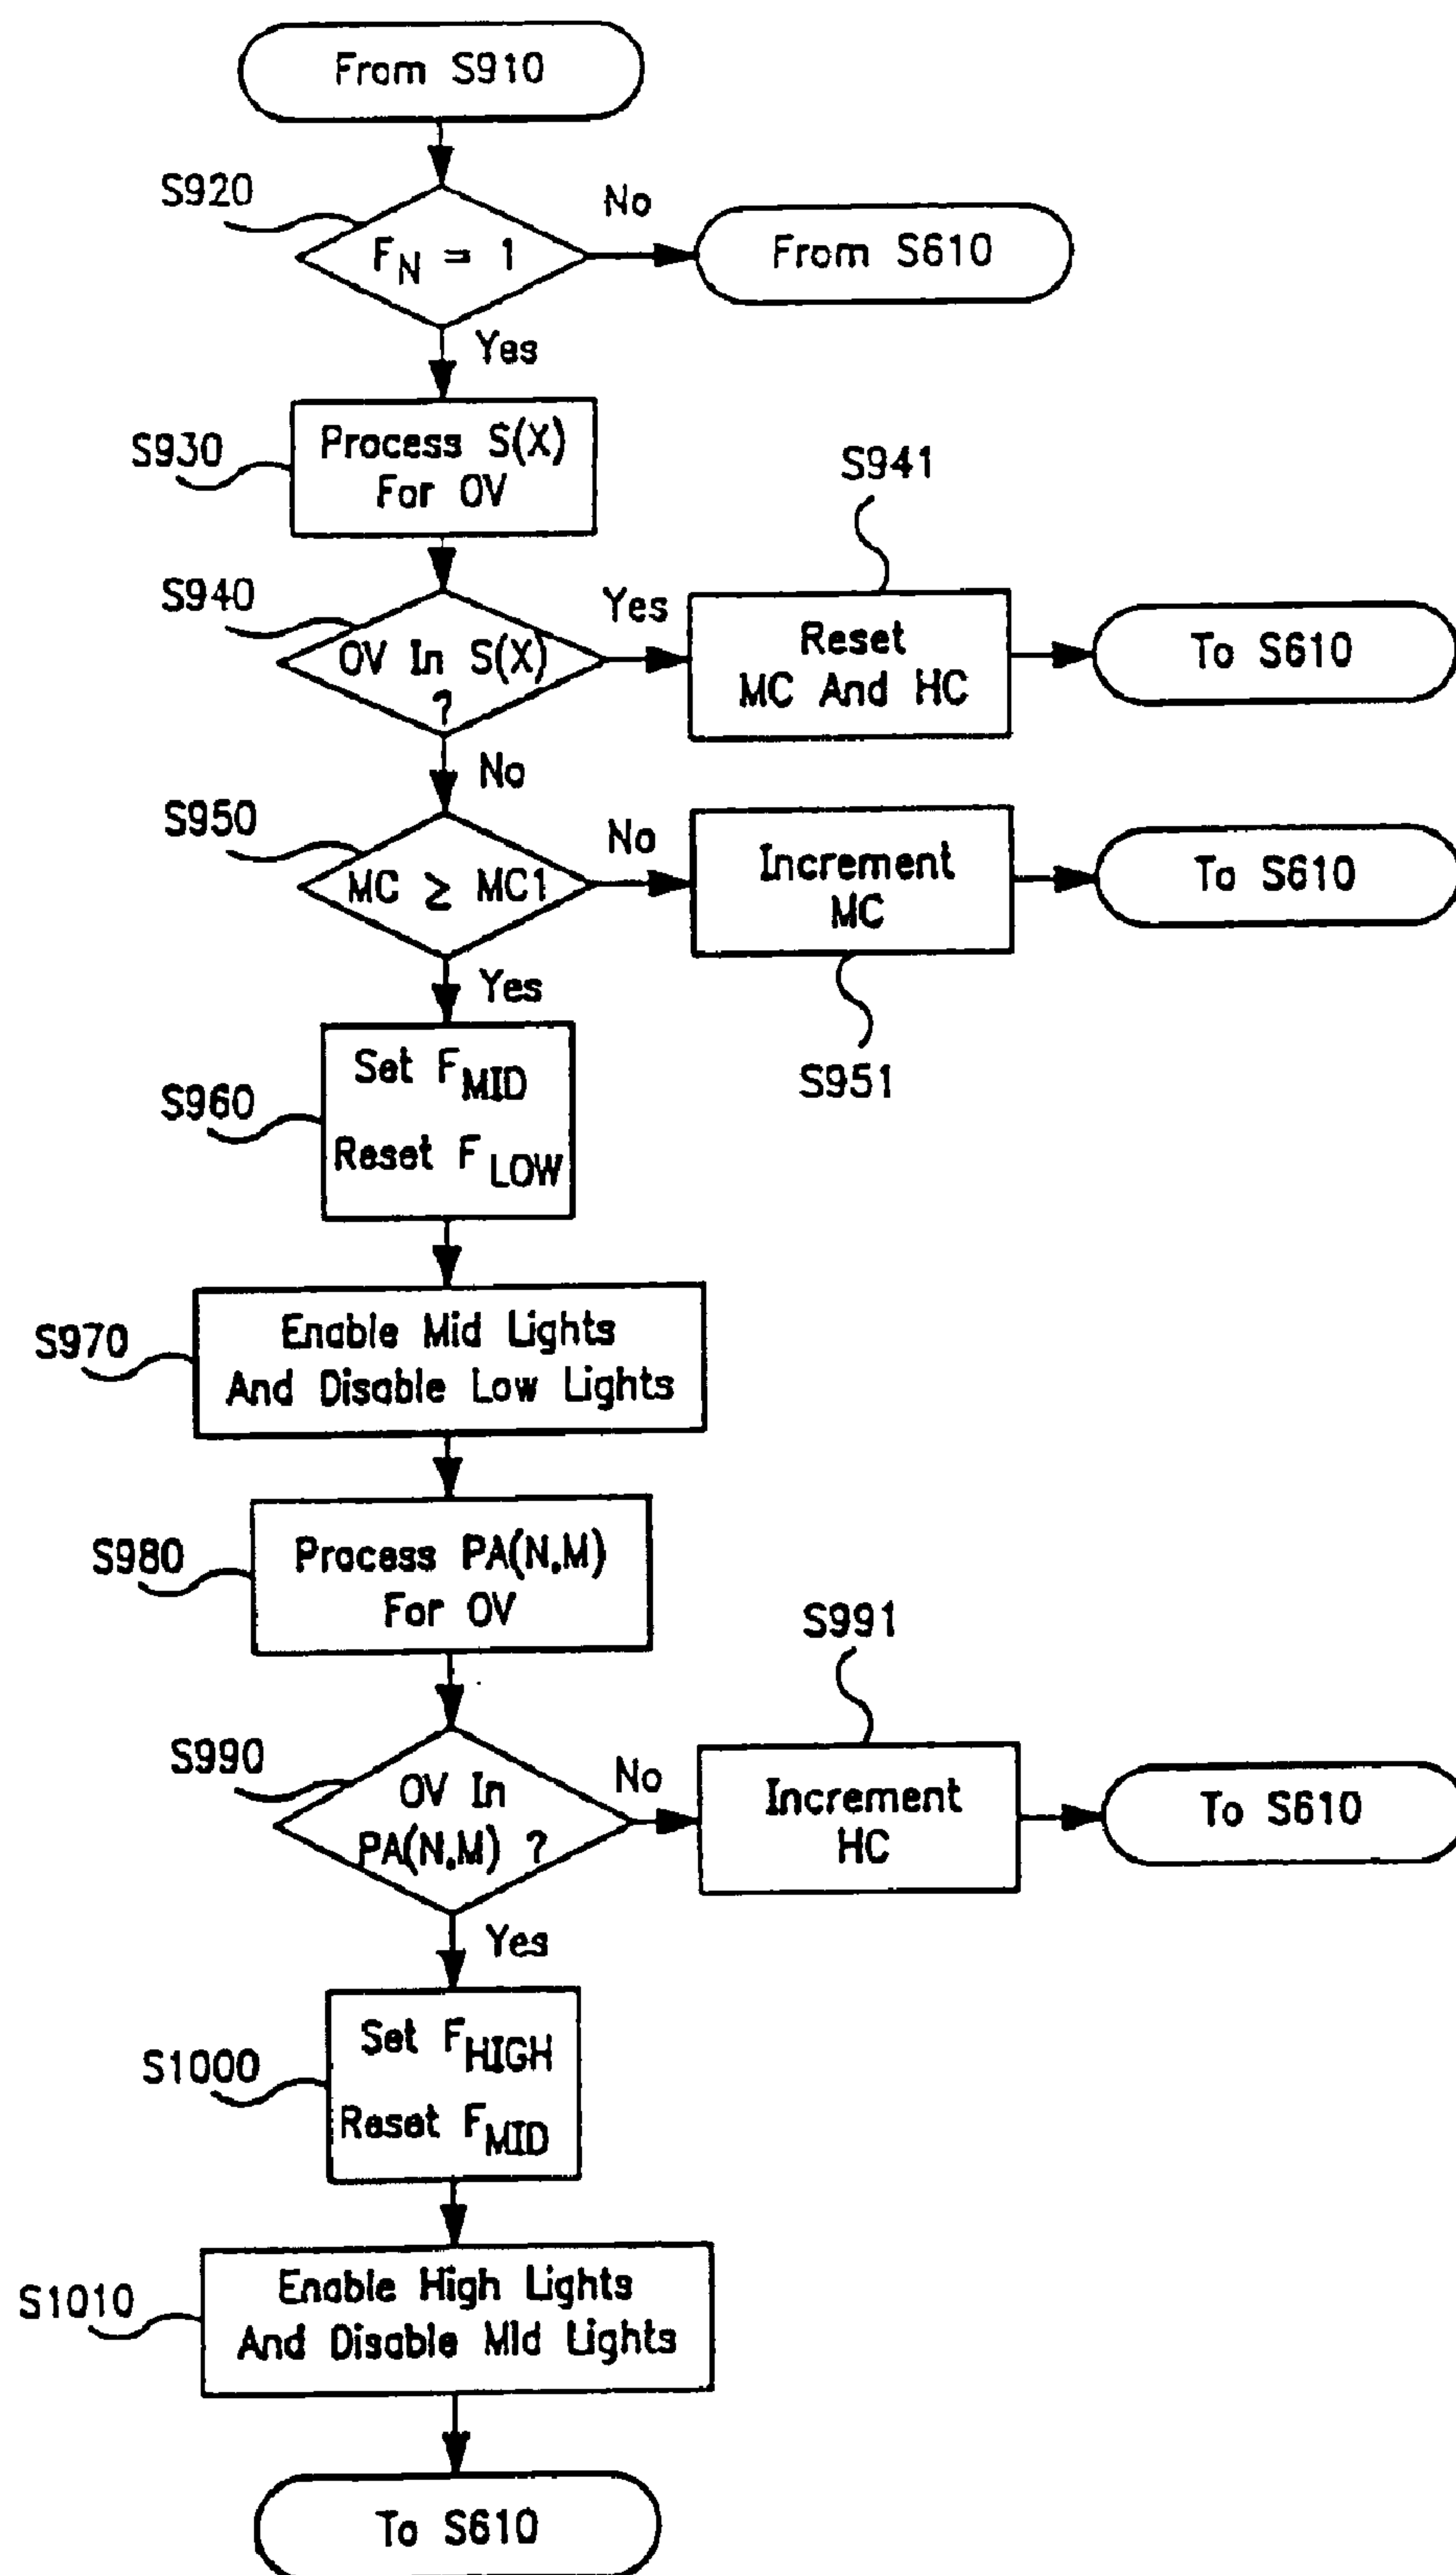 From S910
S920
F_N = 1
No
From S610
Yes
S930
Process S(X)
For OV
S941
S940
OV In S(X)
?
Yes
Reset
MC And HC
To S610
No
S950
MC ≥ MC1
No
Increment
MC
To S610
S951
Yes
S960
Set F_MID
Reset F_LOW
S970
Enable Mid Lights
And Disable Low Lights
S980
Process PA(N,M)
For OV
S991
S990
OV In
PA(N,M) ?
No
Increment
HC
To S610
Yes
S1000
Set F_HIGH
Reset F_MID
S1010
Enable High Lights
And Disable Mid Lights
To S610